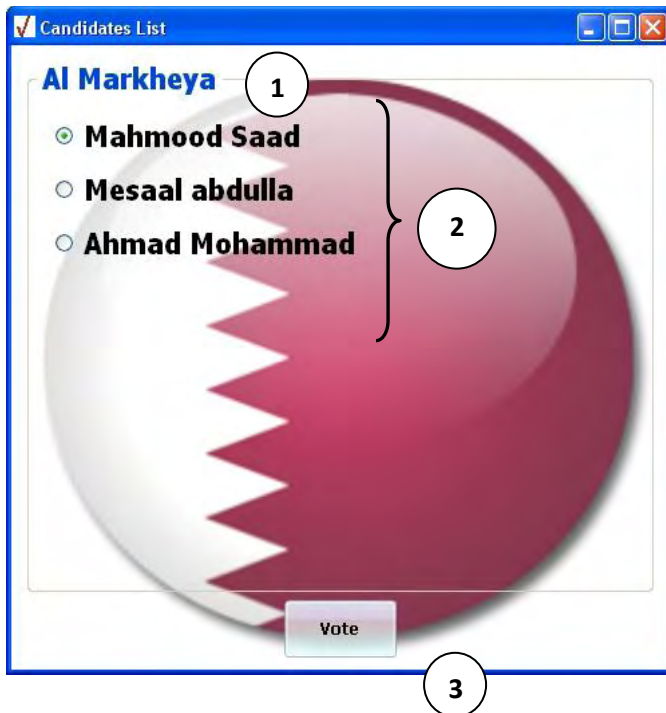 Candidates List
Al Markheya
1
Mahmood Saad
Mesaal abdulla
2
Ahmad Mohammad
Vote
3